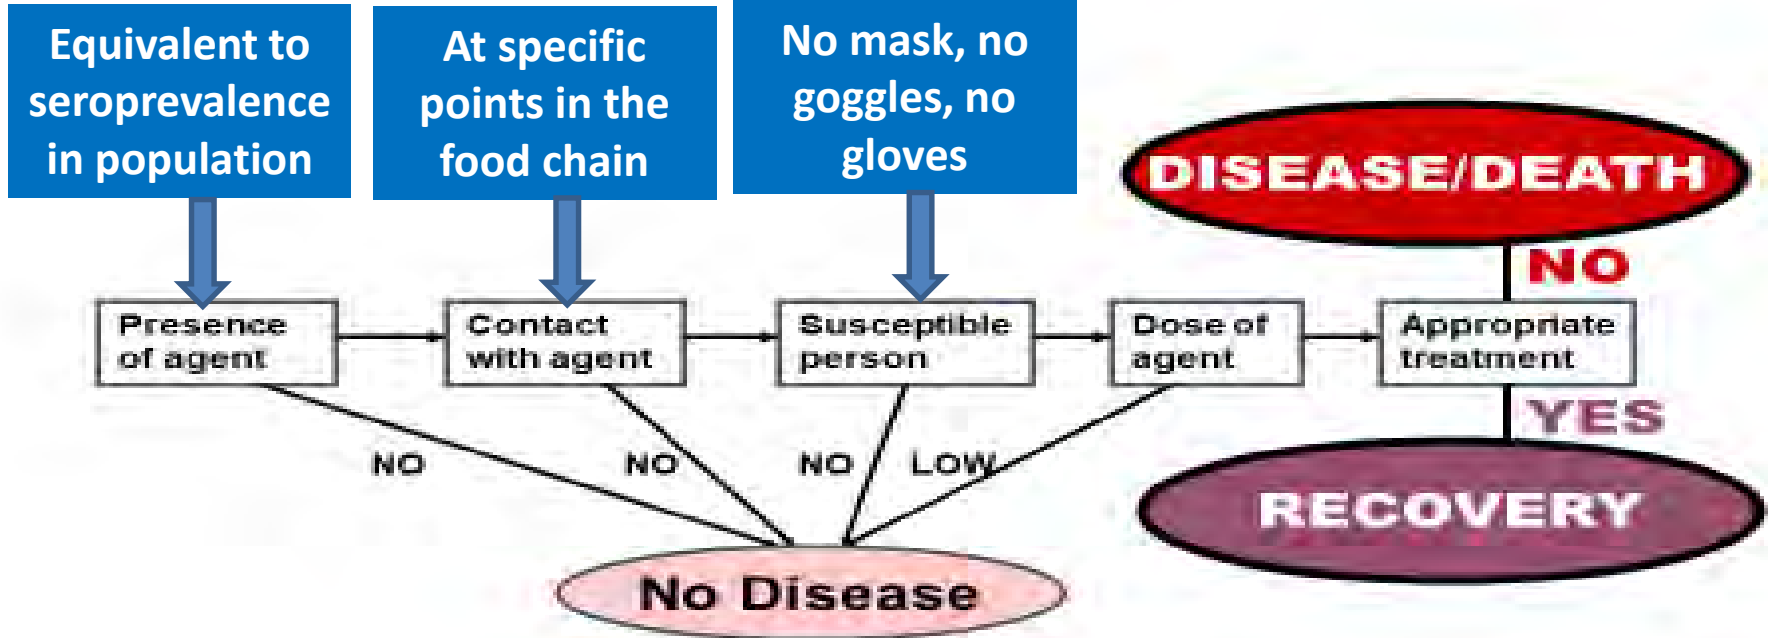 Equivalent to
seroprevalence
in population
At specific
points in the
food chain
No mask, no
goggles, no
gloves
DISEASE/DEATH
NO
Presence
of agent
Contact
with agent
Susceptible
person
Dose of
agent
Appropriate
treatment
YES
NO
NO
NO
LOW
RECOVERY
No Disease